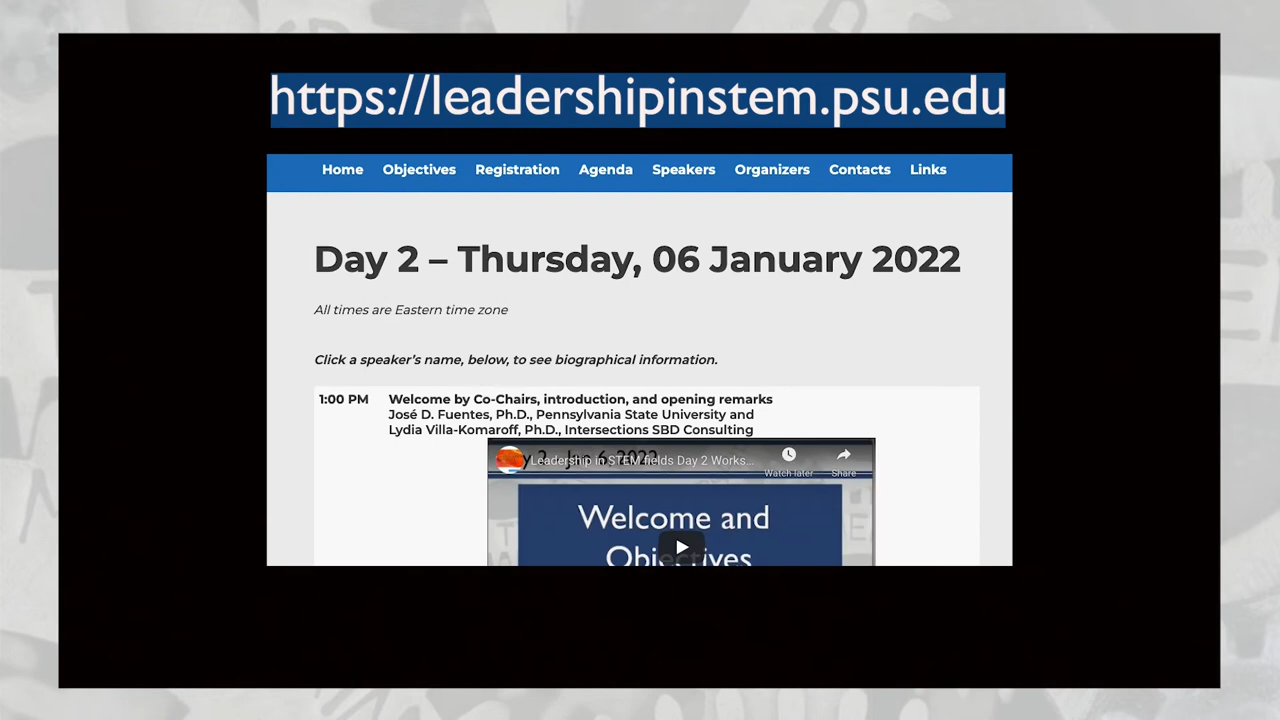 https://leadershipinstem.psu.edu
Home Objectives Registration Agenda Speakers Organizers Contacts Links
Day 2 – Thursday, 06 January 2022
All times are Eastern time zone
Click a speaker's name, below, to see biographical information.
1:00 PM Welcome by Co-Chairs, introduction, and opening remarks
José D. Fuentes, Ph.D., Pennsylvania State University and
Lydia Villa-Komaroff, Ph.D., Intersections SBD Consulting
Leadership in STEM fields Day 2 Works...
Watch later Share
Welcome and
Objectives